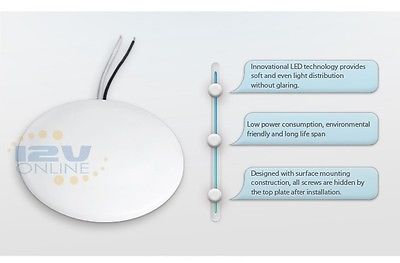 12V
ONLINE
Innovational LED technology provides
soft and even light distribution
without glaring.
Low power consumption, environmental
friendly and long life span
Designed with surface mounting
construction, all screws are hidden by
the top plate after installation.